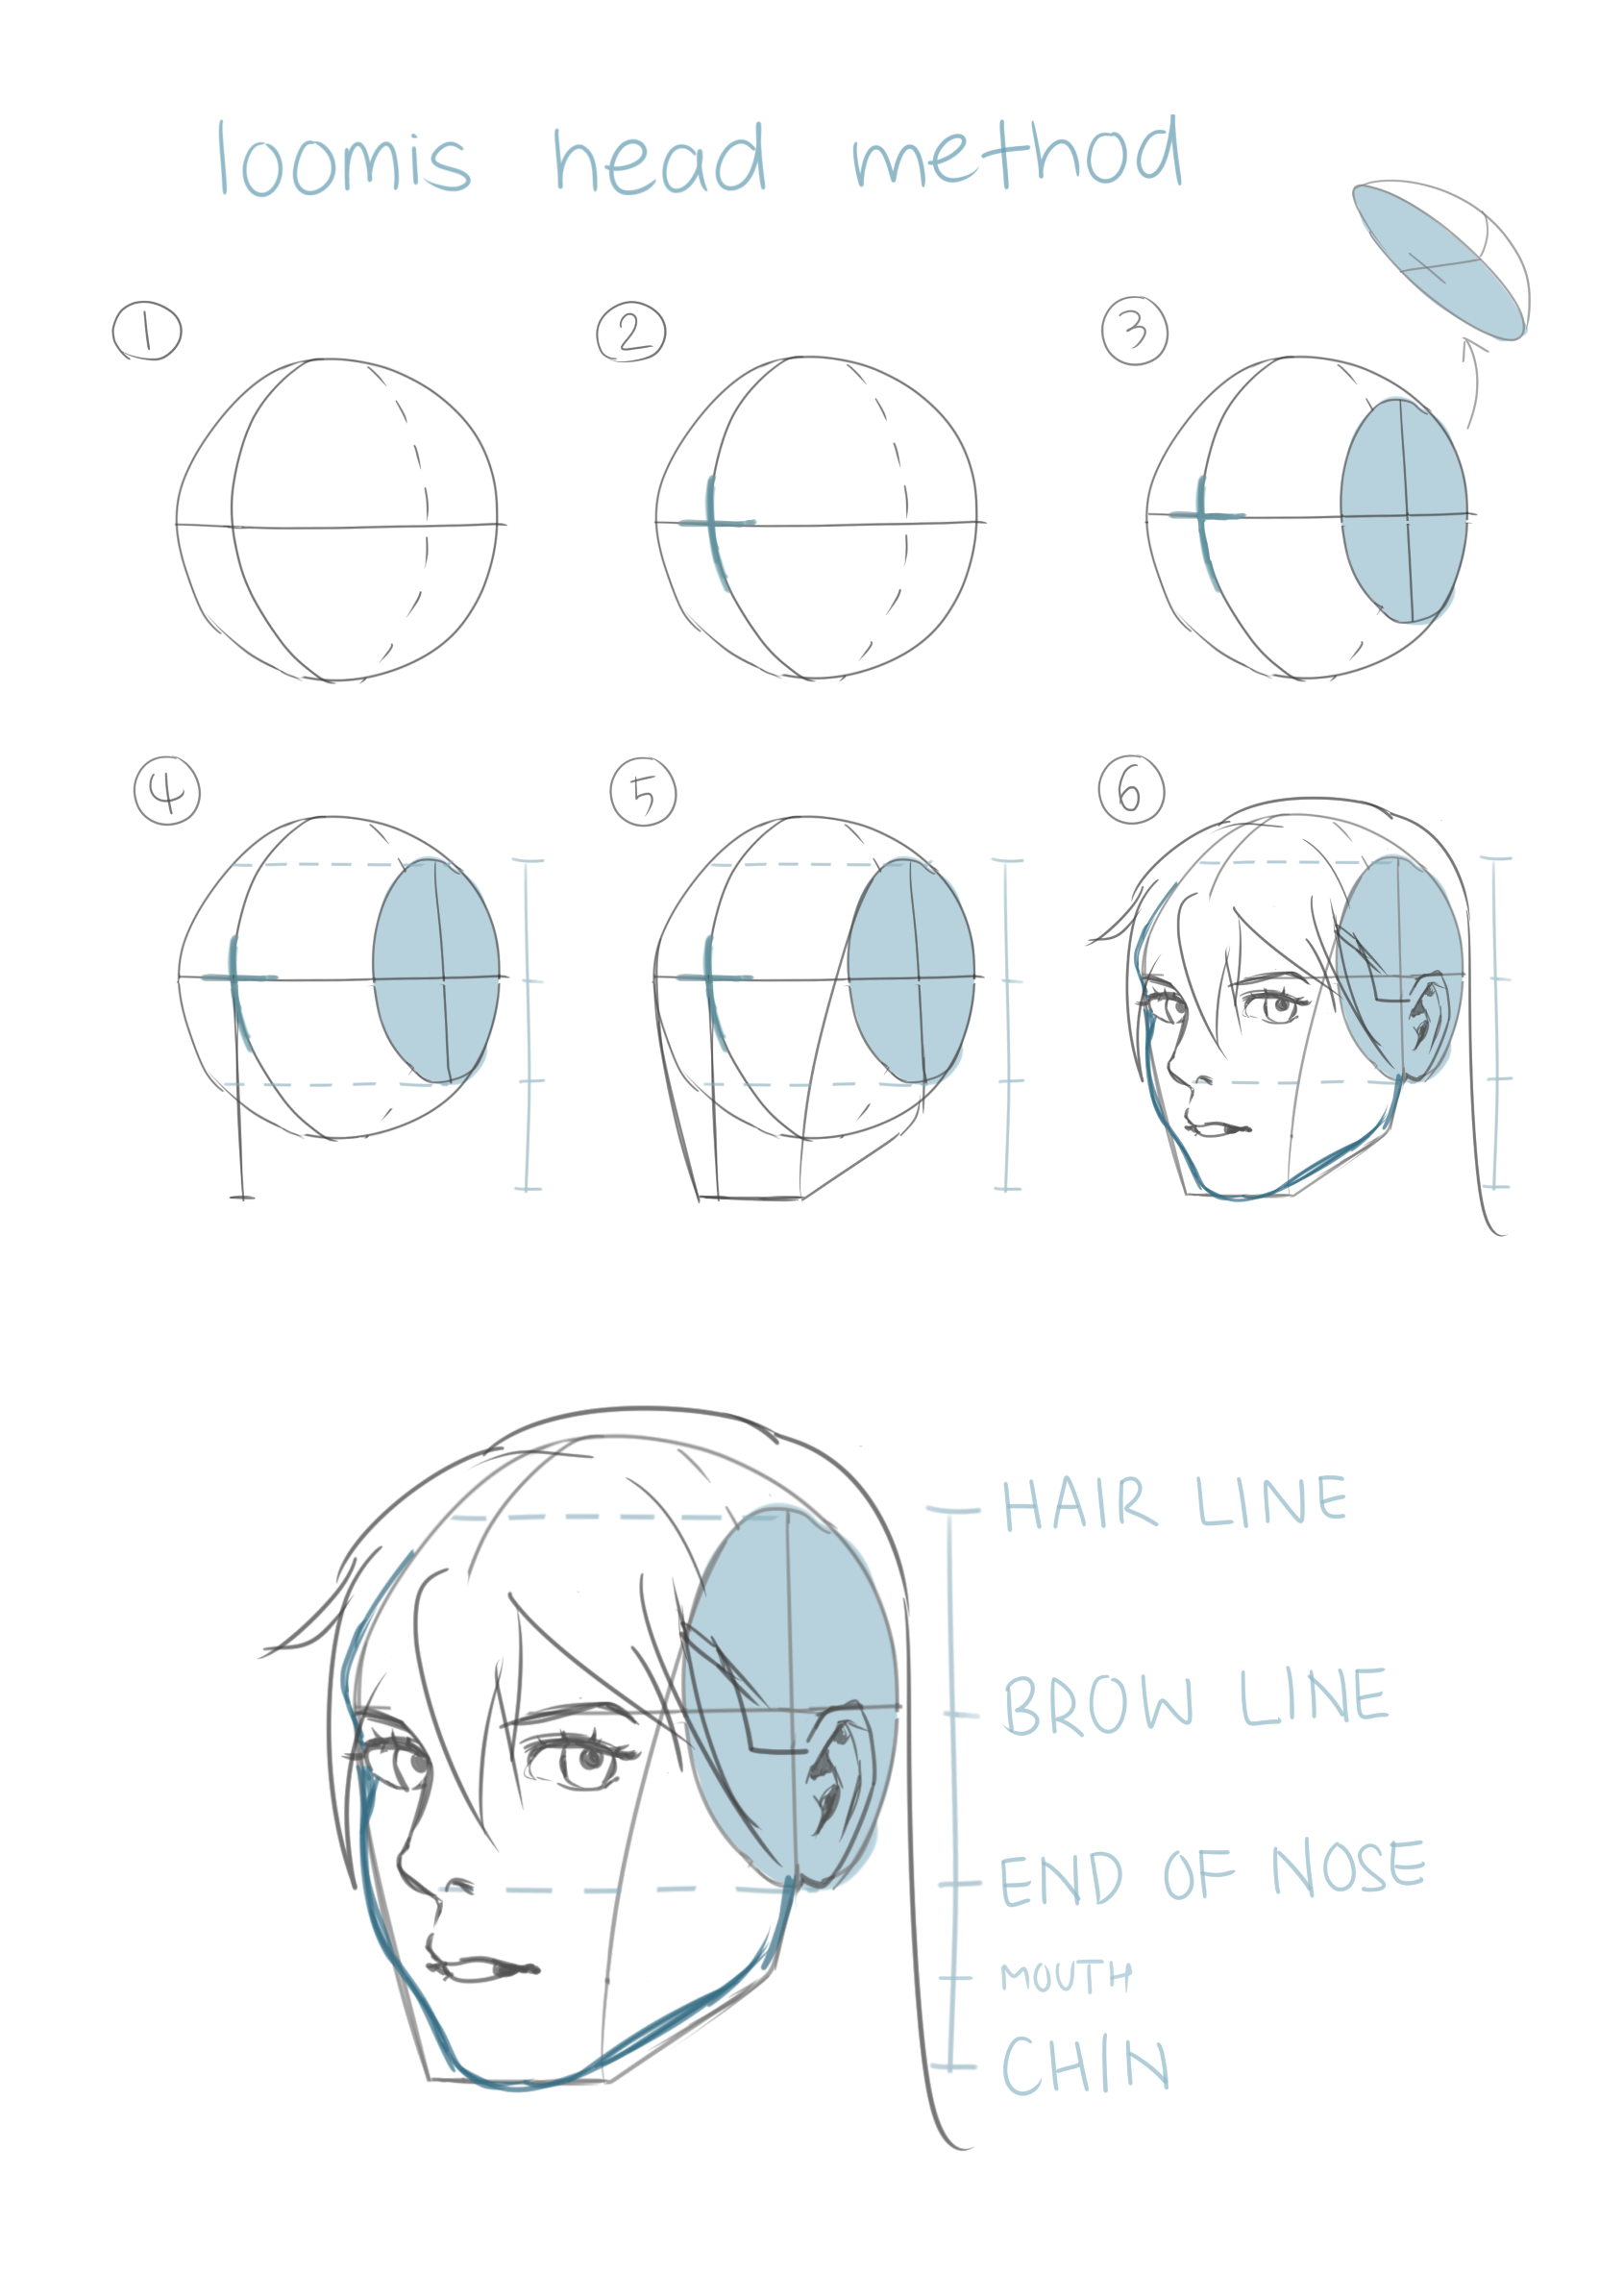 loomis head method
1
2
3
4
5
6
HAIR LINE
BROW LINE
END OF NOSE
MOUTH
CHIN